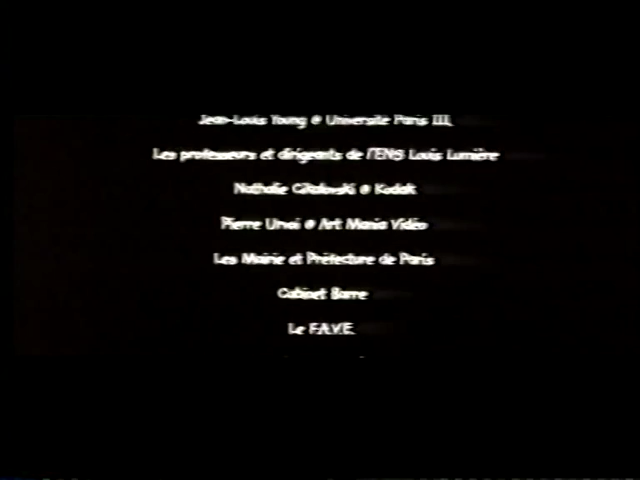 Jean-Louis Young @ Université Paris III,
Les professeurs et dirigeants de l'ENS Louis Lumière
Nathalie @ Kodak
Pierre @ Art Mania Vidéo
Les Mairie et Préfecture de Paris
Cabinet Barre
Le F.A.V.E.